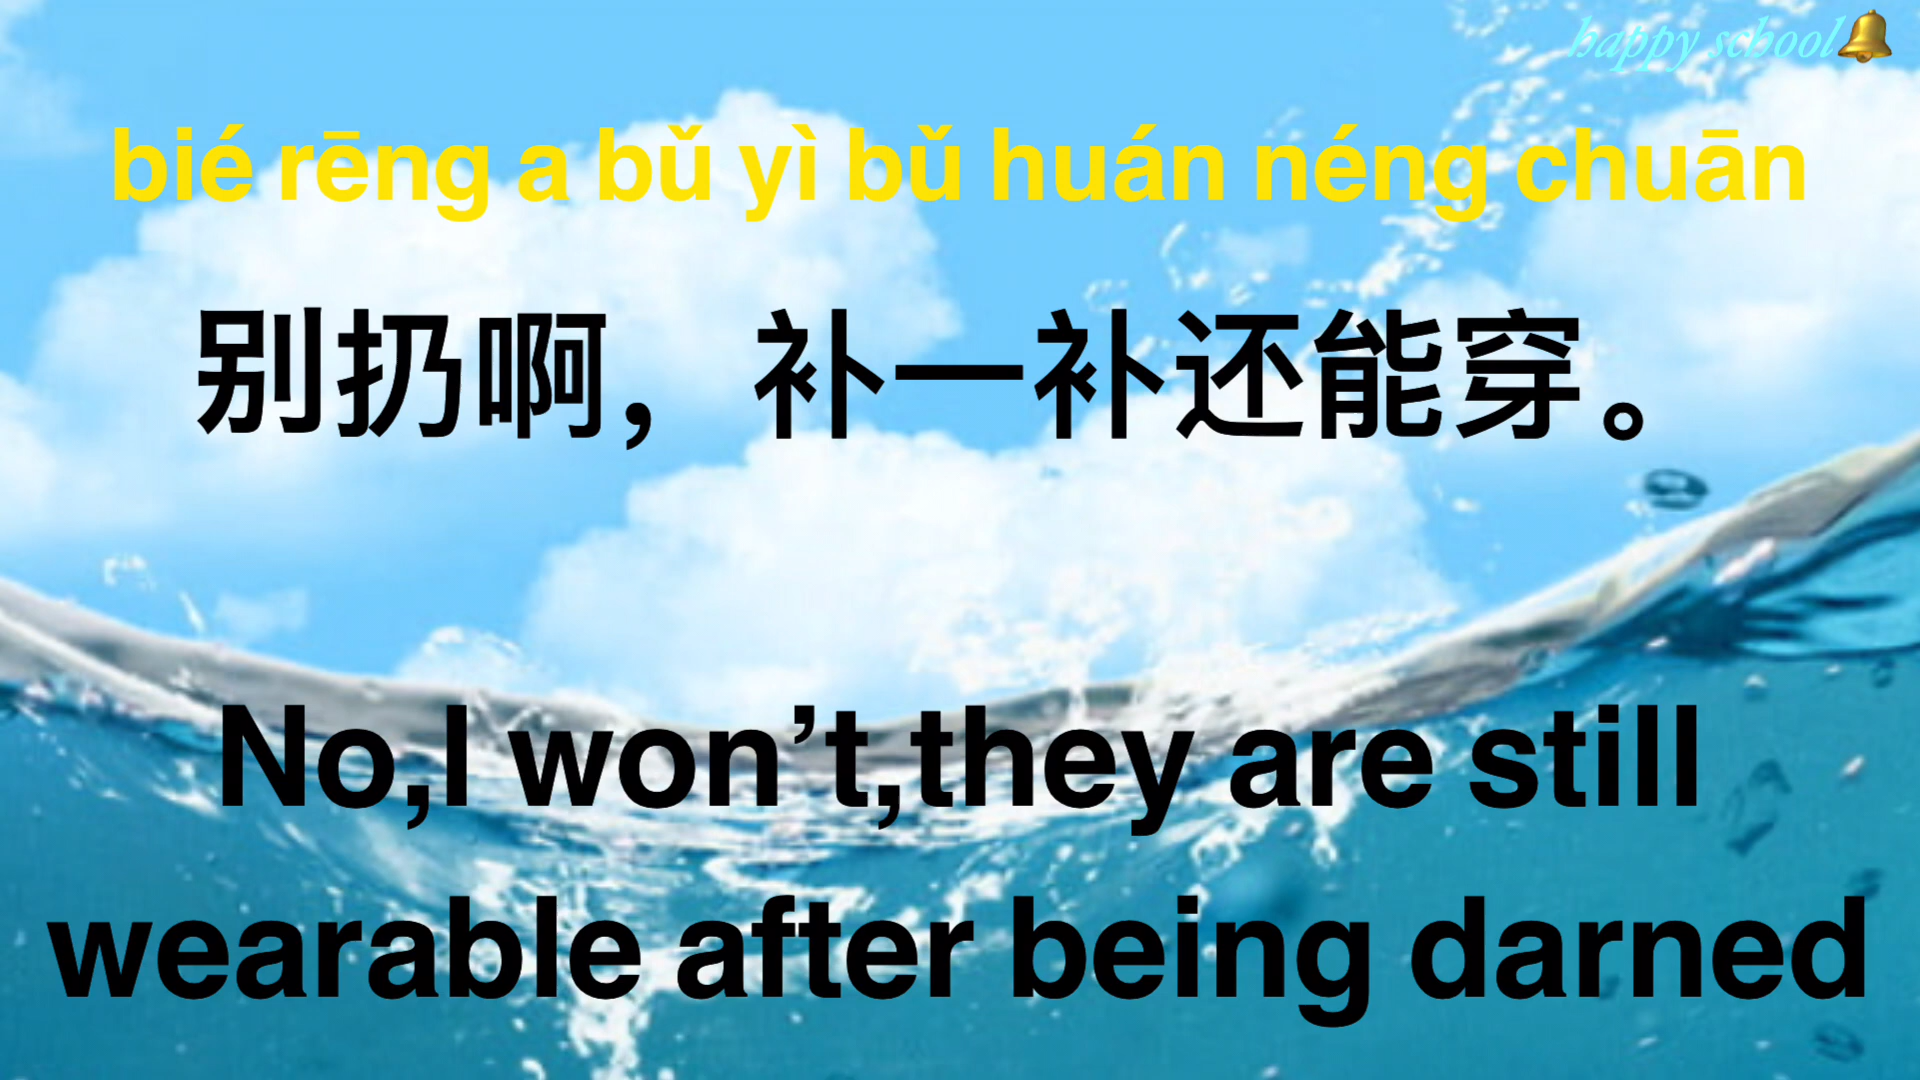 happy school🔔
bié rēng a bǔ yì bǔ huán néng chuān
别扔啊，补一补还能穿。
No,I won’t,they are still
wearable after being darned